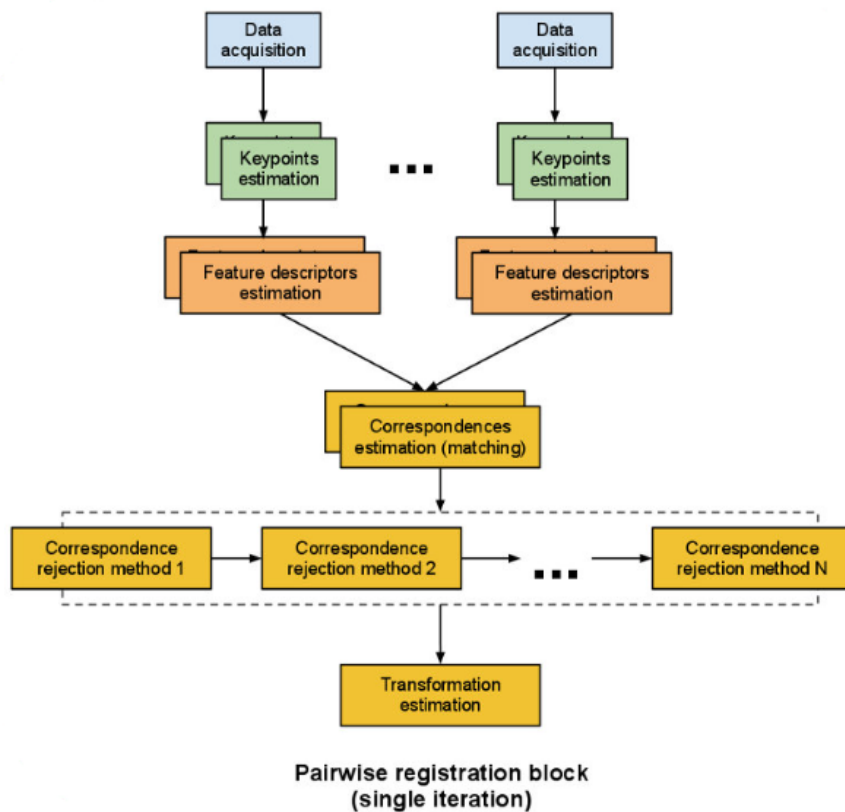 Data
acquisition
Data
acquisition
Keypoints
estimation
Keypoints
estimation
Feature descriptors
estimation
Feature descriptors
estimation
Correspondences
estimation (matching)
Correspondence
rejection method 1
Correspondence
rejection method 2
Correspondence
rejection method N
Transformation
estimation
Pairwise registration block
(single iteration)